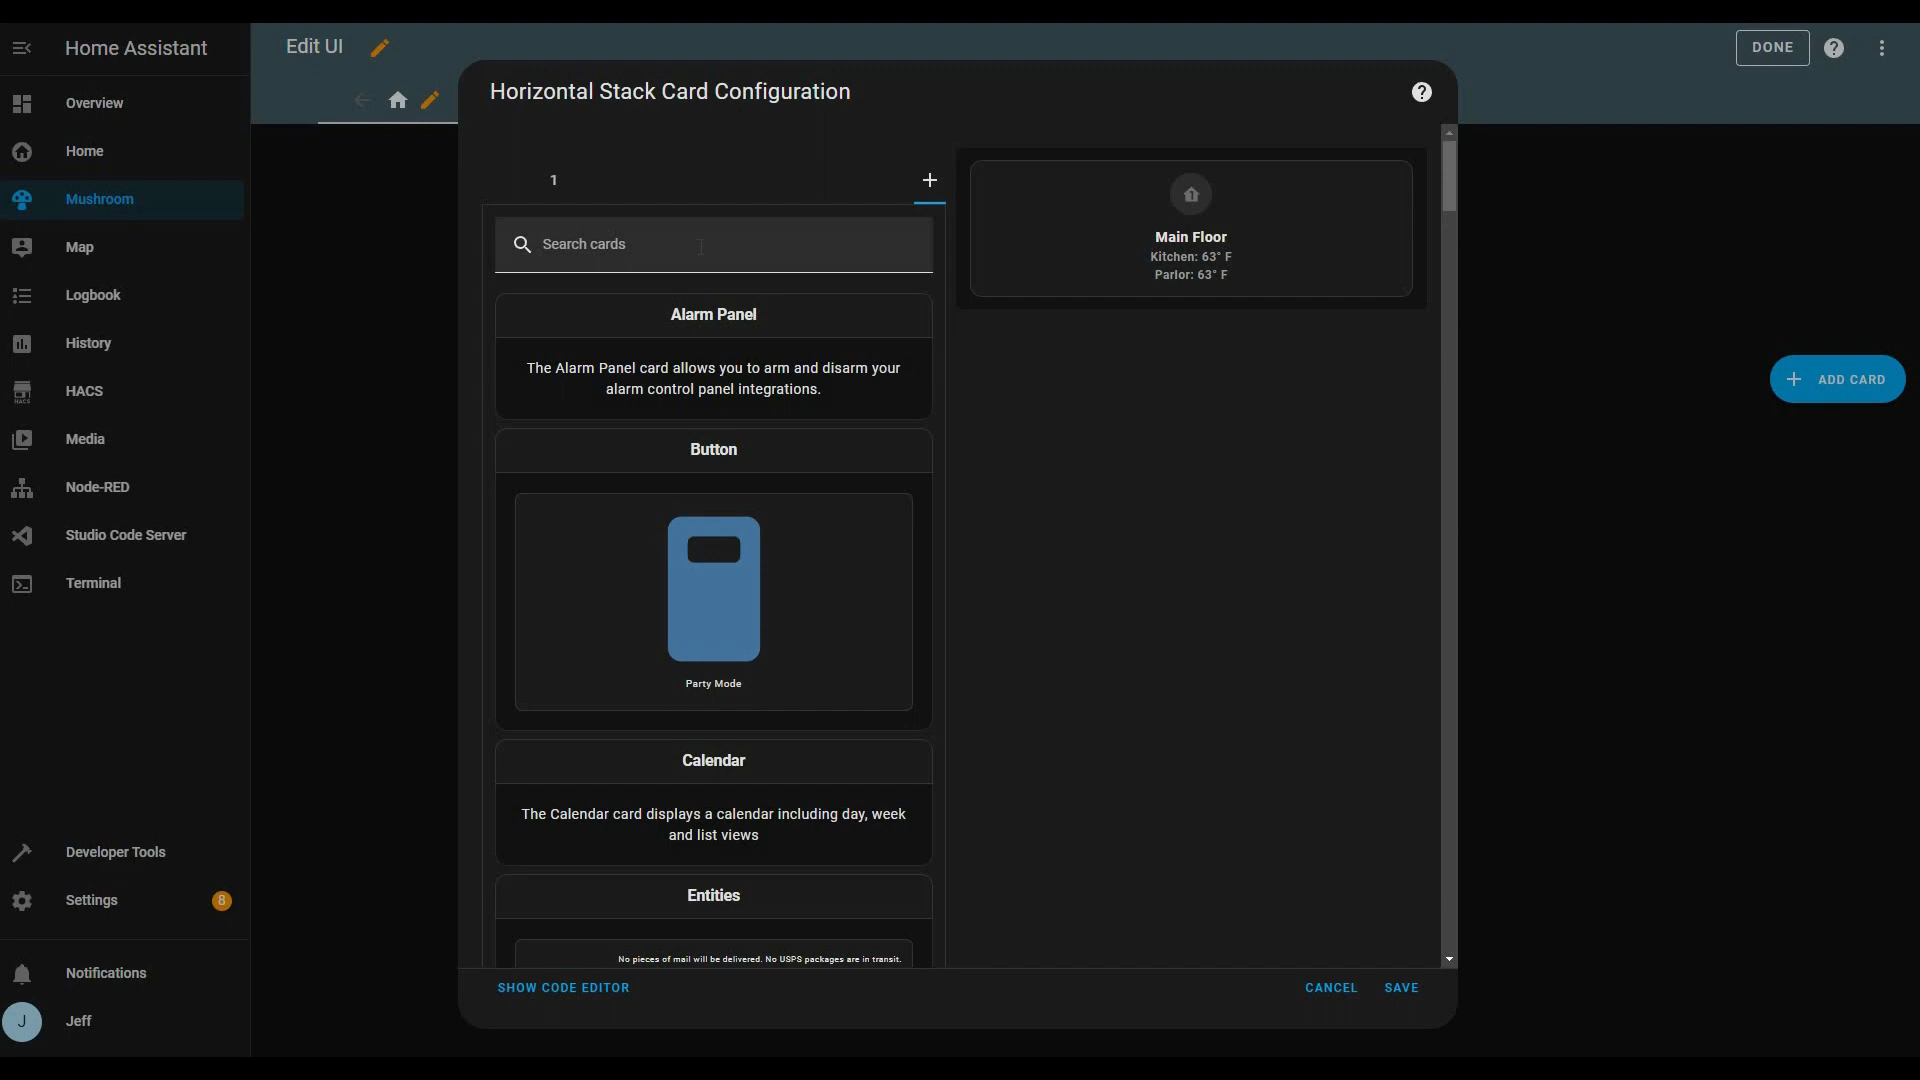 Home Assistant
Edit UI
DONE
Overview
Home
Mushroom
Map
Logbook
History
HACS
HACS
Media
Node-RED
Studio Code Server
Terminal
Developer Tools
Settings
8
Notifications
J
Jeff
Horizontal Stack Card Configuration
1
Search cards
Alarm Panel
The Alarm Panel card allows you to arm and disarm your
alarm control panel integrations.
Button
Party Mode
Calendar
The Calendar card displays a calendar including day, week
and list views
Entities
No pieces of mail will be delivered. No USPS packages are in transit.
1
Main Floor
Kitchen: 63° F
Parlor: 63° F
ADD CARD
SHOW CODE EDITOR
CANCEL
SAVE